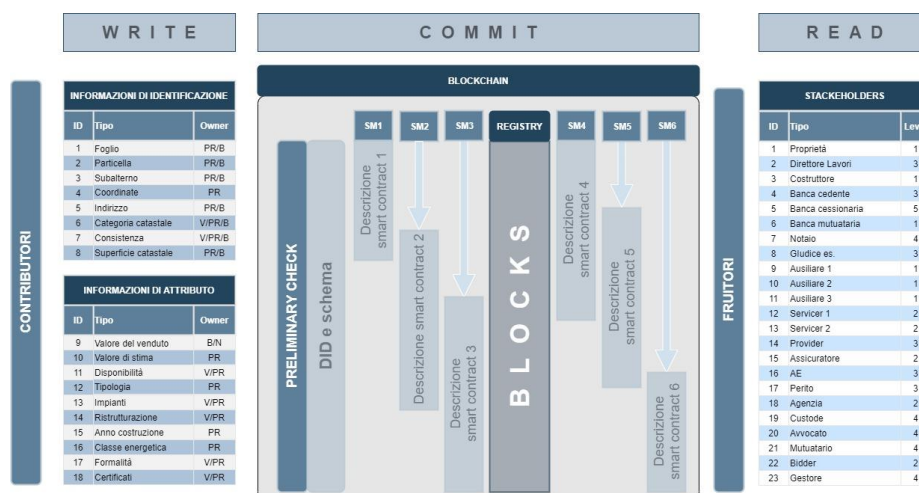 WRITE
COMMIT
READ
CONTRIBUTORI
INFORMAZIONI DI IDENTIFICAZIONE
ID Tipo Owner
1 Foglio PR/B
2 Particella PR/B
3 Subalterno PR/B
4 Coordinate PR
5 Indirizzo PR/B
6 Categoria catastale V/PR/B
7 Consistenza V/PR/B
8 Superficie catastale PR/B
INFORMAZIONI DI ATTRIBUTO
ID Tipo Owner
9 Valore del venduto B/N
10 Valore di stima PR
11 Disponibilità V/PR
12 Tipologia PR
13 Impianti V/PR
14 Ristrutturazione V/PR
15 Anno costruzione PR
16 Classe energetica PR
17 Formalità V/PR
18 Certificati V/PR
BLOCKCHAIN
PRELIMINARY CHECK
DID e schema
SM1
SM2
SM3
REGISTRY
SM4
SM5
SM6
Descrizione
smart contract 1
Descrizione smart contract 2
Descrizione
smart contract 3
BLOCKS
Descrizione
smart contract 4
Descrizione
smart contract 5
Descrizione
smart contract 6
FRUITORI
STACKEHOLDERS
ID Tipo Lev
1 Proprietà 1
2 Direttore Lavori 3
3 Costruttore 1
4 Banca cedente 3
5 Banca cessionaria 5
6 Banca mutuataria 1
7 Notaio 4
8 GIudice es. 3
9 Ausiliare 1 1
10 Ausiliare 2 1
11 Ausiliare 3 1
12 Servicer 1 2
13 Servicer 2 2
14 Provider 3
15 Assicuratore 2
16 AE 3
17 Perito 3
18 Agenzia 2
19 Custode 4
20 Avvocato 4
21 Mutuatario 4
22 Bidder 2
23 Gestore 4